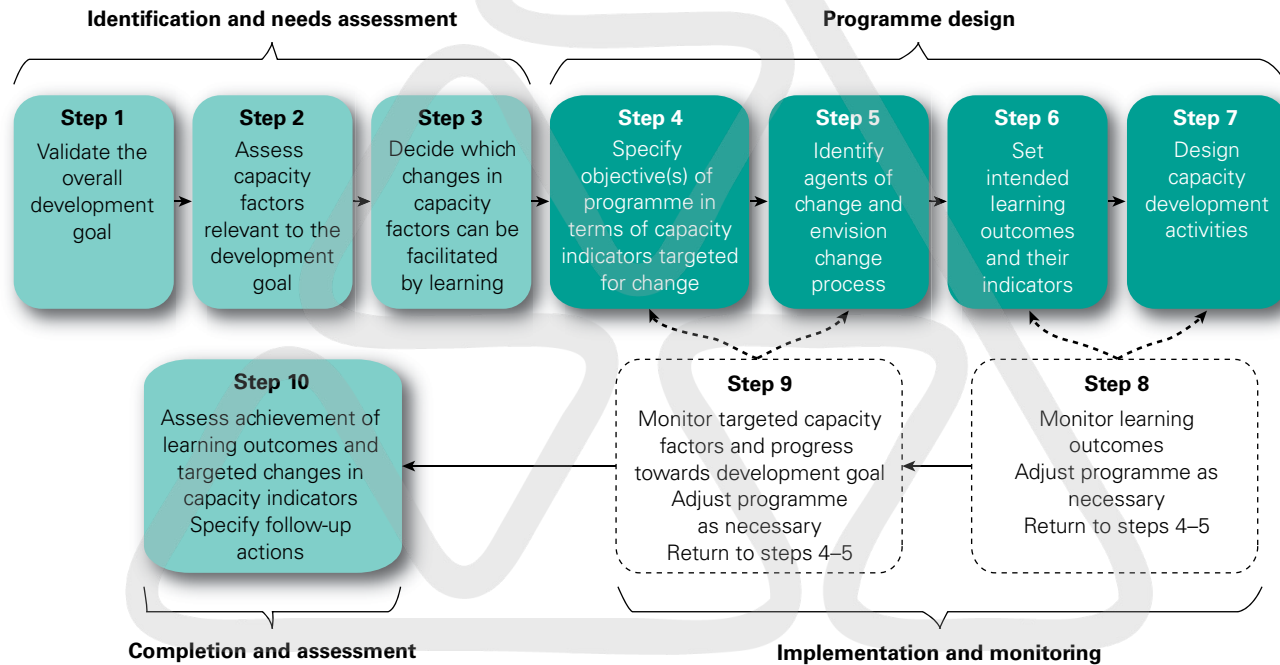 Identification and needs assessment
Programme design
Step 1
Validate the
overall
development
goal
Step 2
Assess
capacity
factors
relevant to the
development
goal
Step 3
Decide which
changes in
capacity
factors can be
facilitated
by learning
Step 4
Specify
objective(s) of
programme in
terms of capacity
indicators targeted
for change
Step 5
Identify
agents of
change and
envision
change
process
Step 6
Set
intended
learning
outcomes
and their
indicators
Step 7
Design
capacity
development
activities
Step 8
Monitor learning
outcomes
Adjust programme as
necessary
Return to steps 4–5
Step 9
Monitor targeted capacity
factors and progress
towards development goal
Adjust programme
as necessary
Return to steps 4–5
Step 10
Assess achievement of
learning outcomes and
targeted changes in
capacity indicators
Specify follow-up
actions
Completion and assessment
Implementation and monitoring